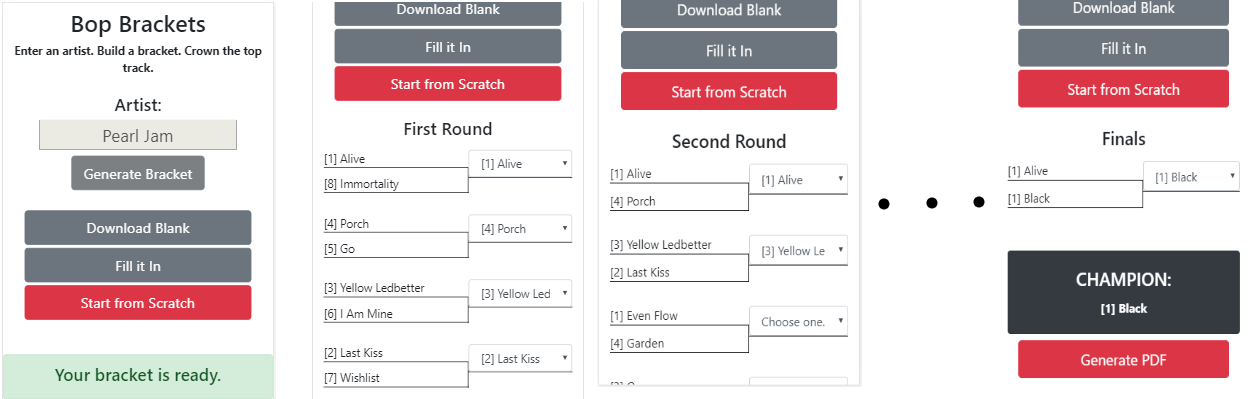 Bop Brackets
Enter an artist. Build a bracket. Crown the top
track.
Artist:
Pearl Jam
Generate Bracket
Download Blank
Fill it In
Start from Scratch
Your bracket is ready.
Download Blank
Fill it In
Start from Scratch
First Round
[1] Alive
[1] Alive
[8] Immortality
[4] Porch
[4] Porch
[5] Go
[3] Yellow Ledbetter
[3] Yellow Led
[6] I Am Mine
[2] Last Kiss
[2] Last Kiss
[7] Wishlist
Download Blank
Fill it In
Start from Scratch
Second Round
[1] Alive
[1] Alive
[4] Porch
[3] Yellow Ledbetter
[3] Yellow Le
[2] Last Kiss
[1] Even Flow
Choose one.
[4] Garden
Download Blank
Fill it In
Start from Scratch
Finals
[1] Alive
[1] Black
[1] Black
CHAMPION:
[1] Black
Generate PDF